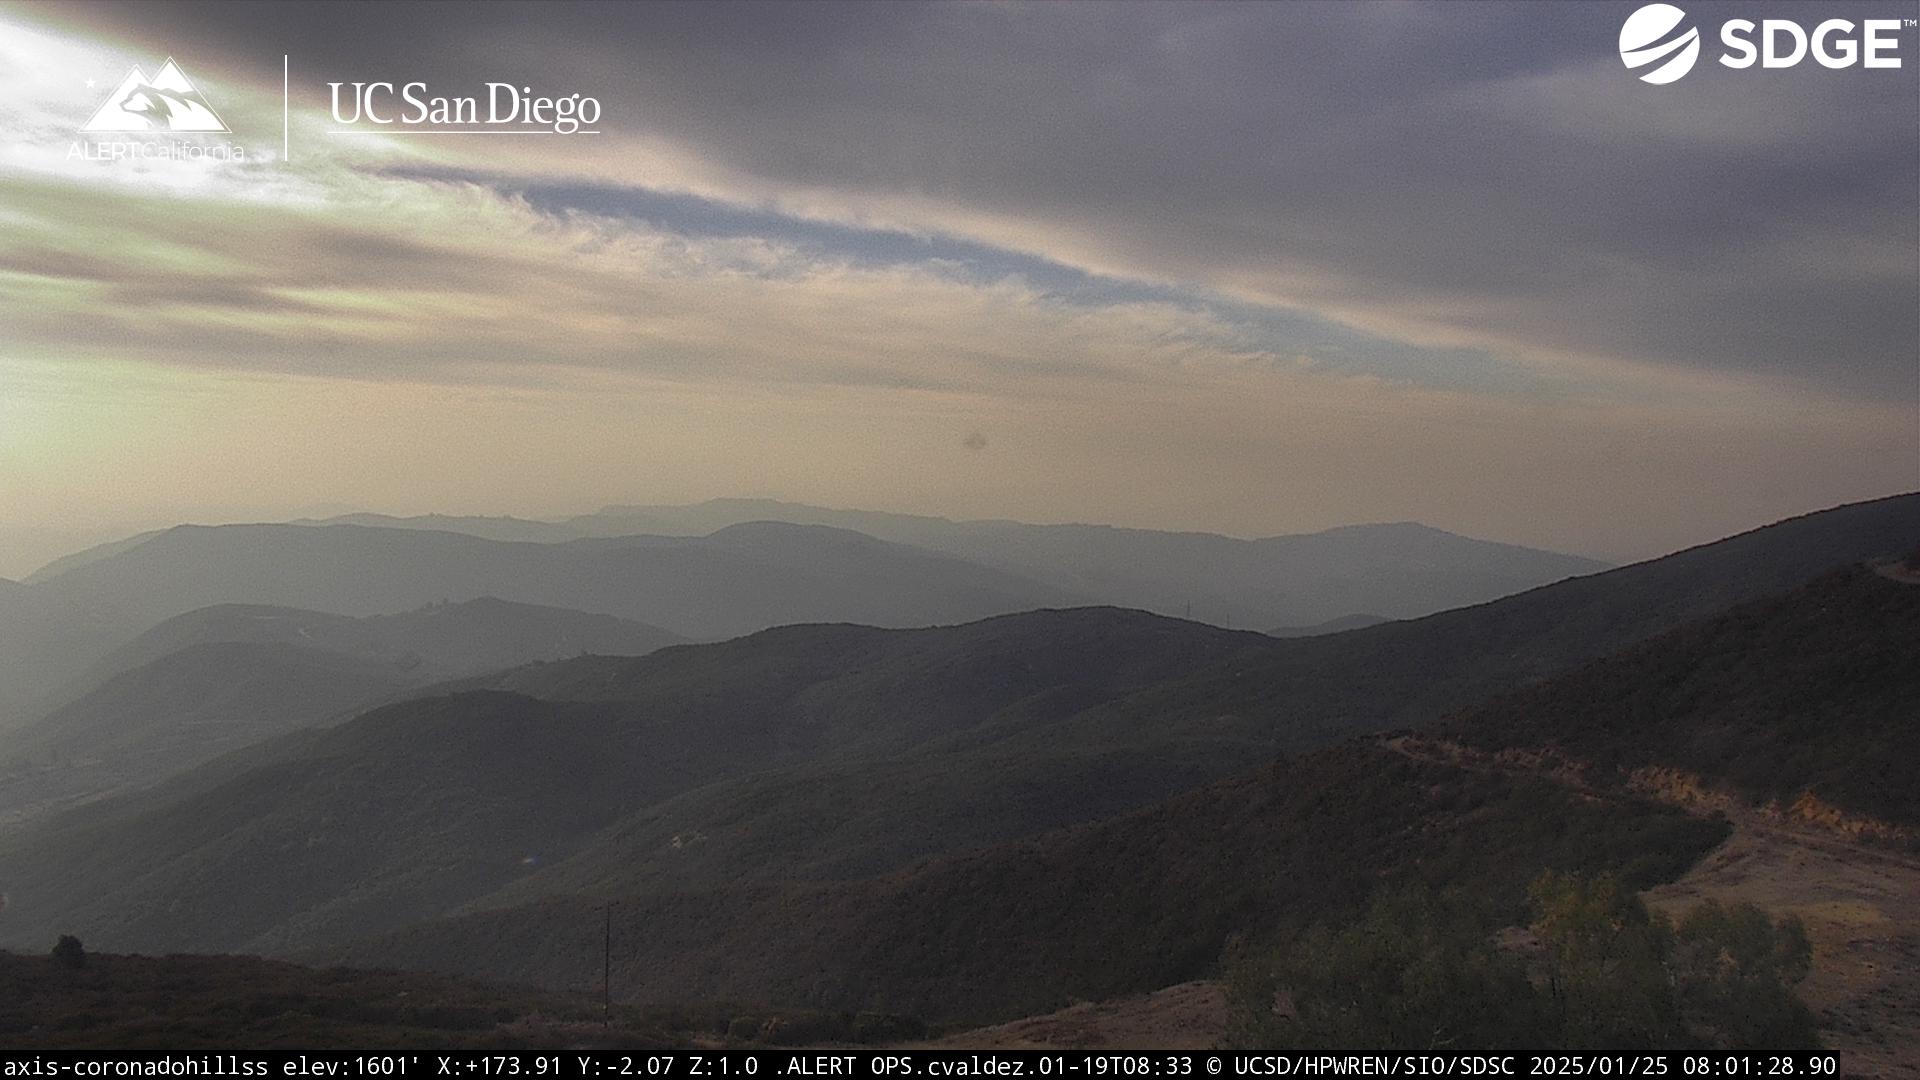 ALERTCalifornia
UC San Diego
SDGE™
axis-coronadohillss elev:1601' X:+173.91 Y:-2.07 Z:1.0 .ALERT OPS.cvaldez.01-19T08:33 © UCSD/HPWREN/SIO/SDSC 2025/01/25 08:01:28.90